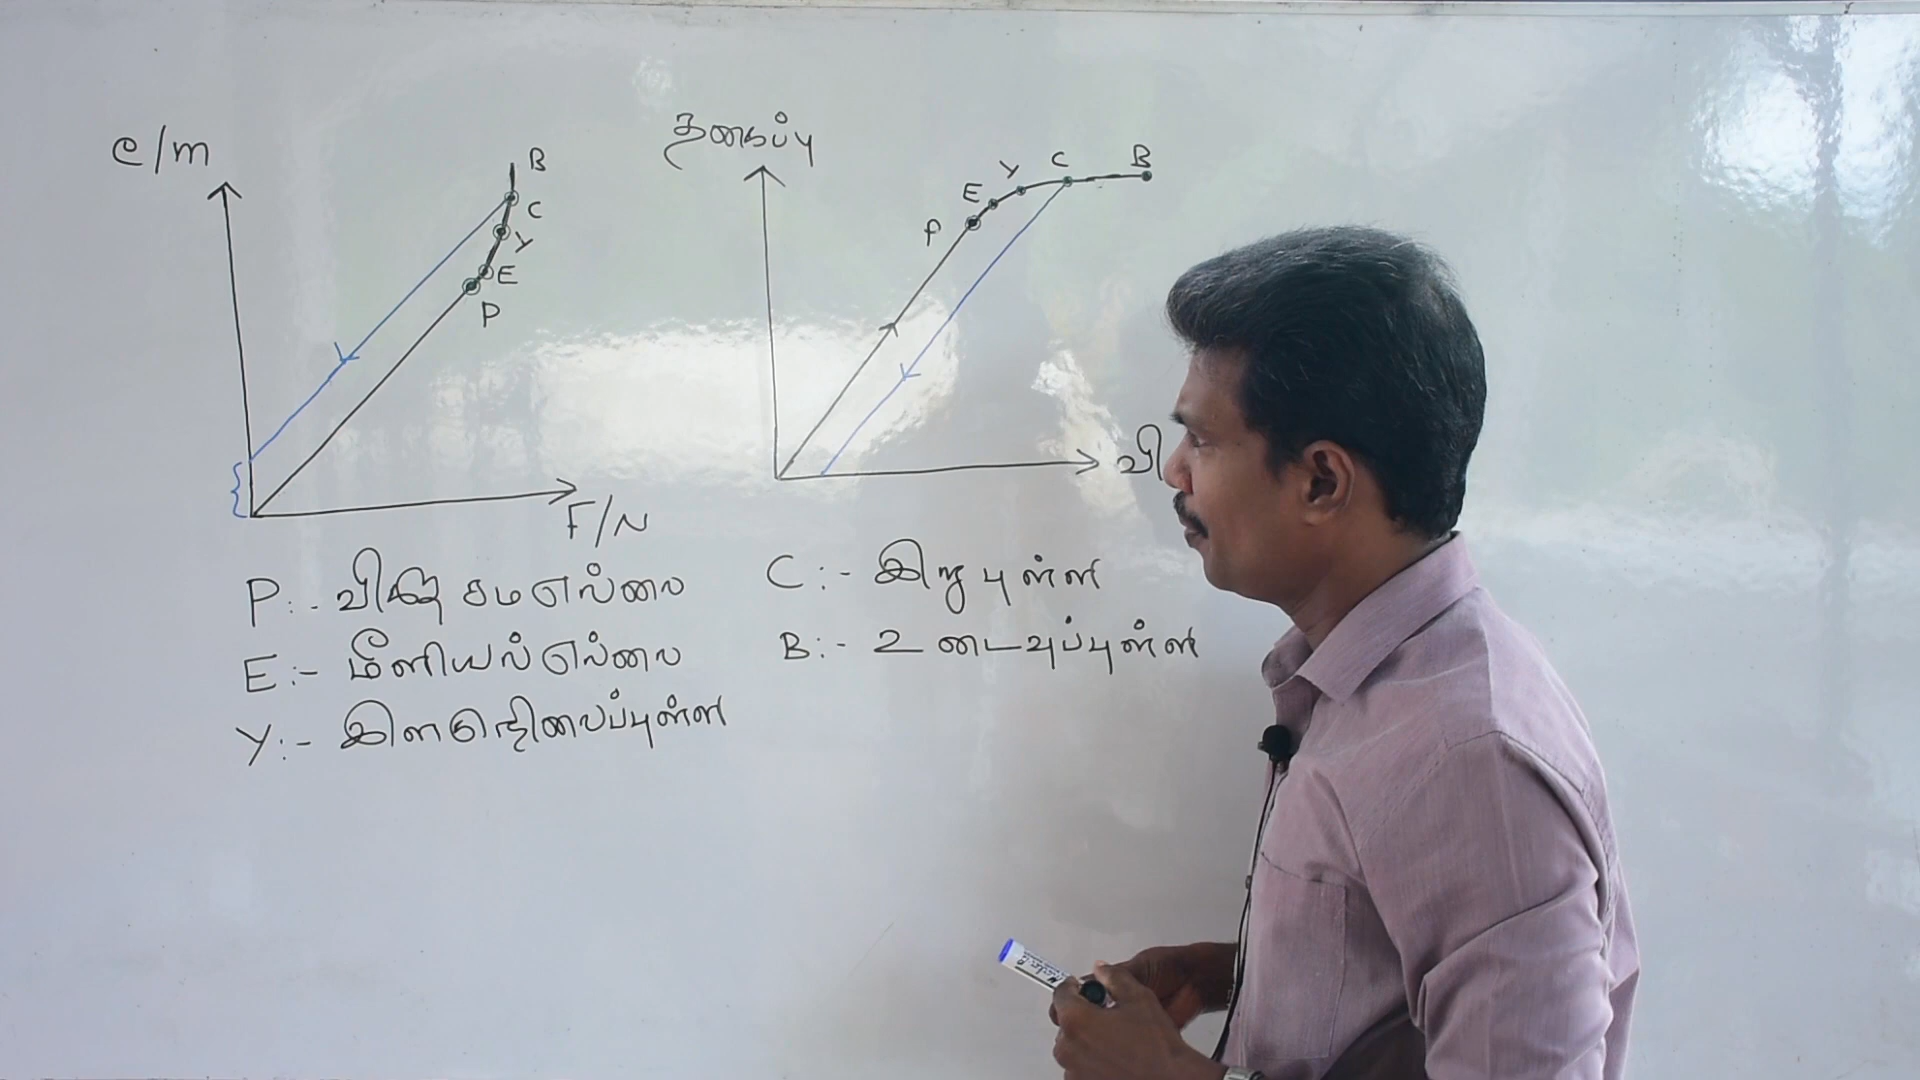 e/m
B
C
Y
E
P
F/N
தகைப்பு
P
E
Y
C
B
வி
P:- விகித சமஎல்லை
E:- மீளியல் எல்லை
Y:- இளகுநிலைப்புள்ளி
C:- இறு புள்ளி
B:- உடைவுப்புள்ளி